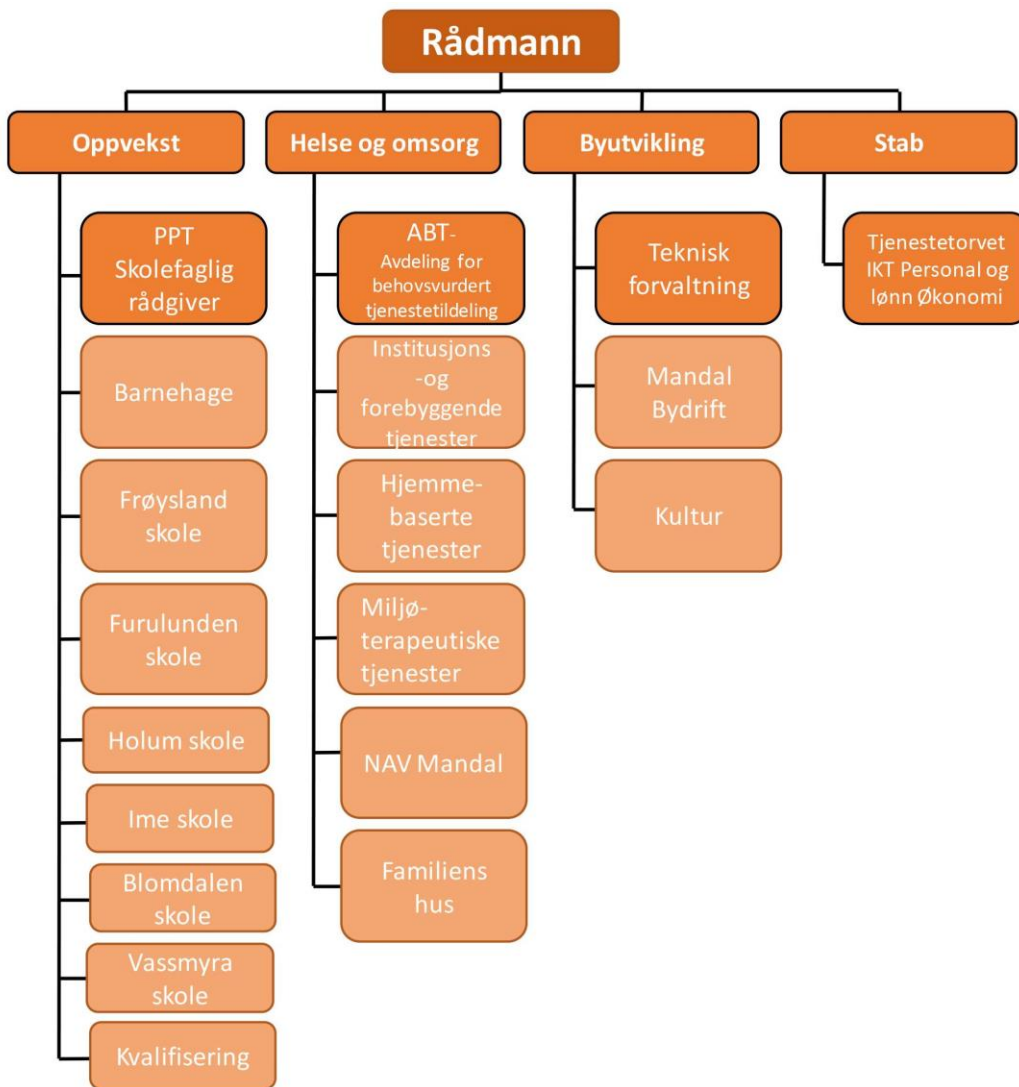 Rådmann
Oppvekst
PPT
Skolefaglig
rådgiver
Barnehage
Frøysland
skole
Furulunden
skole
Holum skole
Ime skole
Blomdalen
skole
Vassmyra
skole
Kvalifisering
Helse og omsorg
ABT-
Avdeling for
behovsvurdert
tjenestetildeling
Institusjons
-og
forebyggende
tjenester
Hjemme-
baserte
tjenester
Miljø-
terapeutiske
tjenester
NAV Mandal
Familiens
hus
Byutvikling
Teknisk
forvaltning
Mandal
Bydrift
Kultur
Stab
Tjenestetorvet
IKT Personal og
lønn Økonomi